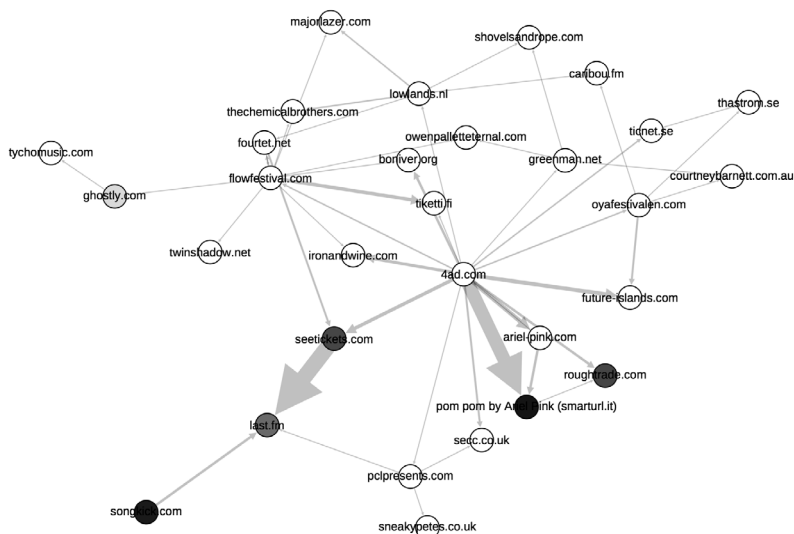 majorlazer.com
shovelsandrope.com
caribou.fm
lowlands.nl
thastrom.se
thechemicalbrothers.com
ticnet.se
owenpalletteternal.com
fourtet.net
tychomusic.com
boniver.org
greenman.net
flowfestival.com
courtneybarnett.com.au
ghostly.com
tiketti.fi
oyafestivalen.com
twinshadow.net
ironandwine.com
4ad.com
future-islands.com
seetickets.com
ariel-pink.com
roughtrade.com
pom pom by Ariel Pink (smarturl.it)
last.fm
secc.co.uk
pclpresents.com
songkick.com
sneakypetes.co.uk